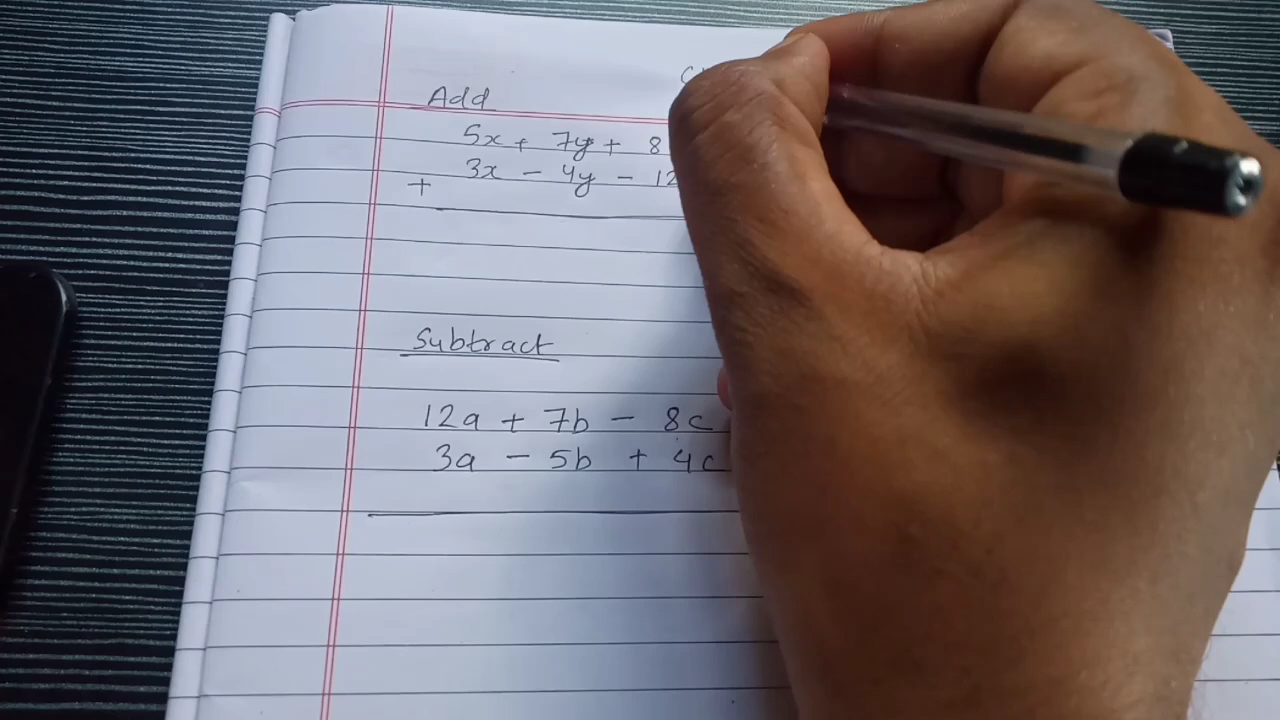 Add
5x + 7y + 8
3x - 4y - 12
+
Subtract
12a + 7b - 8c
3a - 5b + 4c